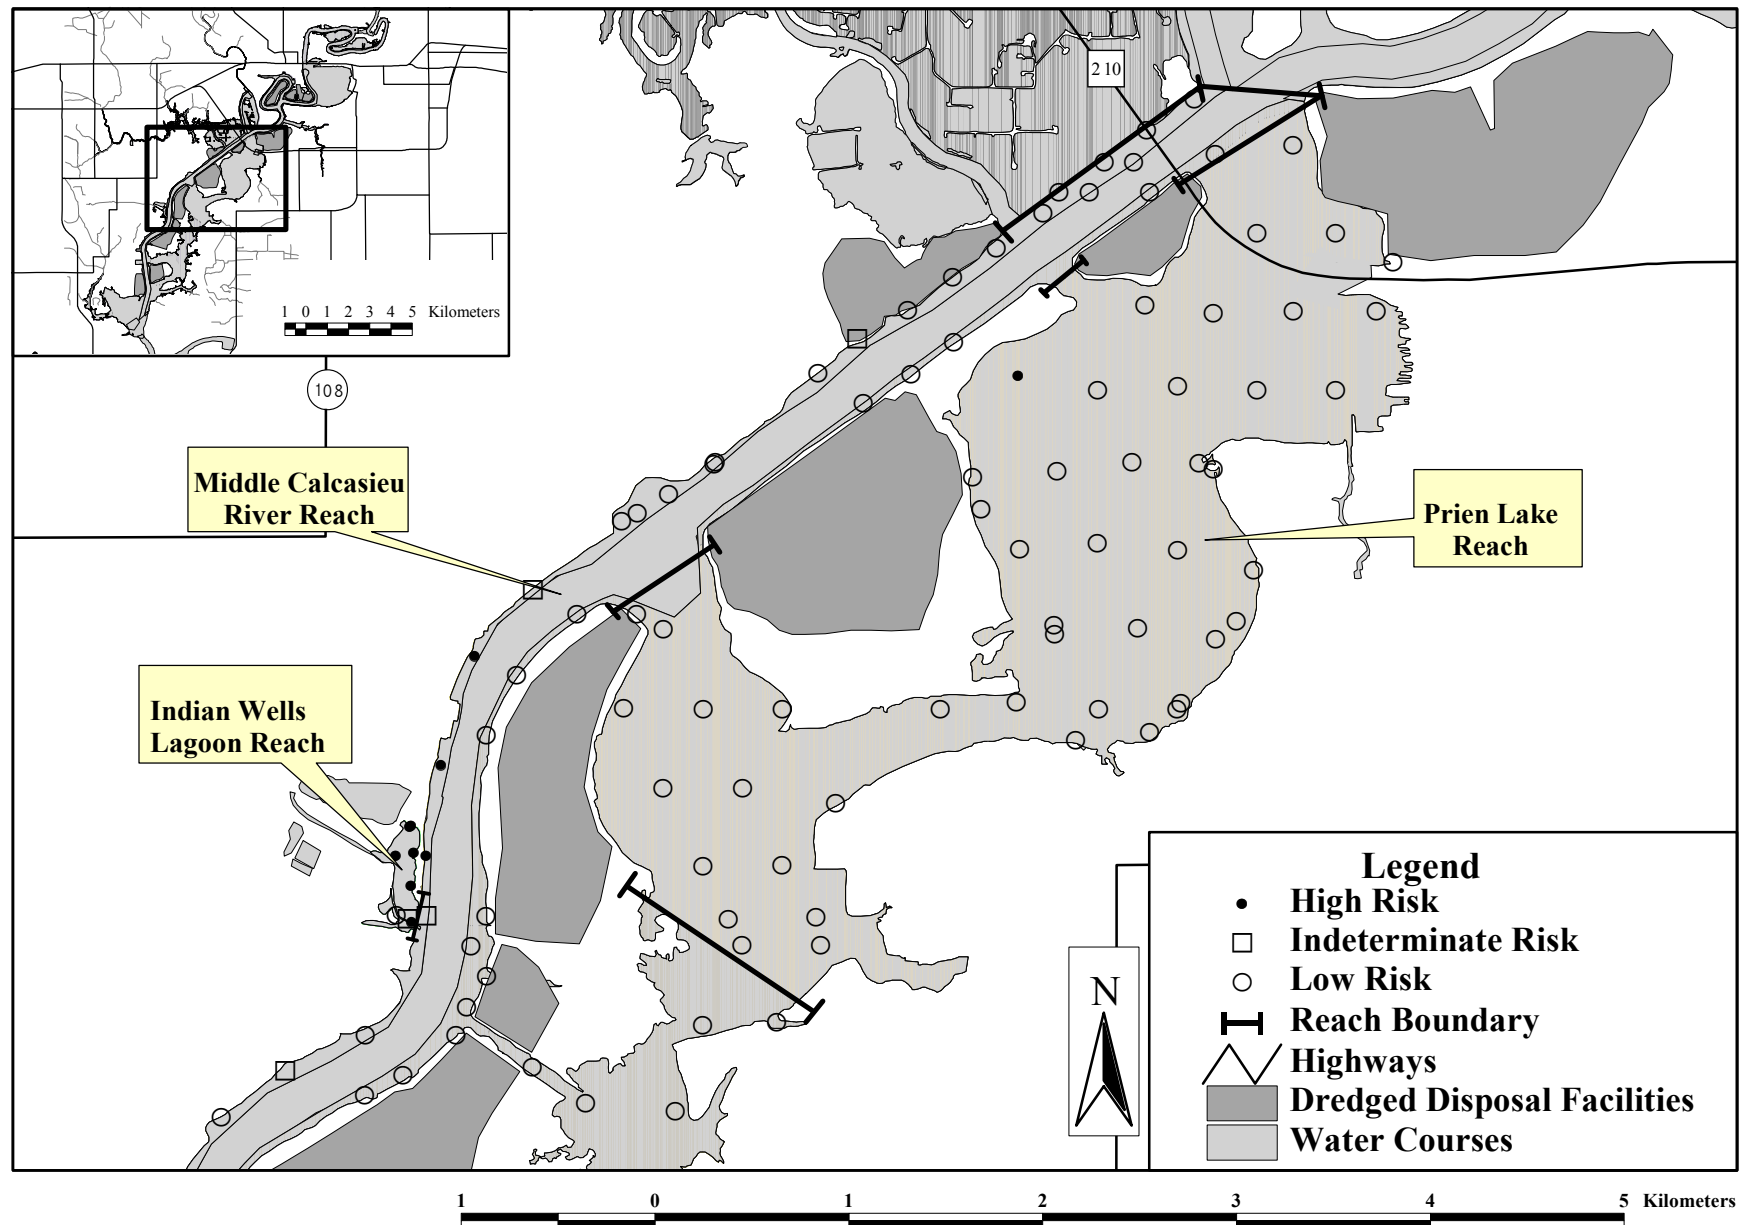 210
1 0 1 2 3 4 5 Kilometers
108
Middle Calcasieu
River Reach
Prien Lake
Reach
Indian Wells
Lagoon Reach
N
Legend
High Risk
Indeterminate Risk
Low Risk
Reach Boundary
Highways
Dredged Disposal Facilities
Water Courses
1 0 1 2 3 4 5 Kilometers